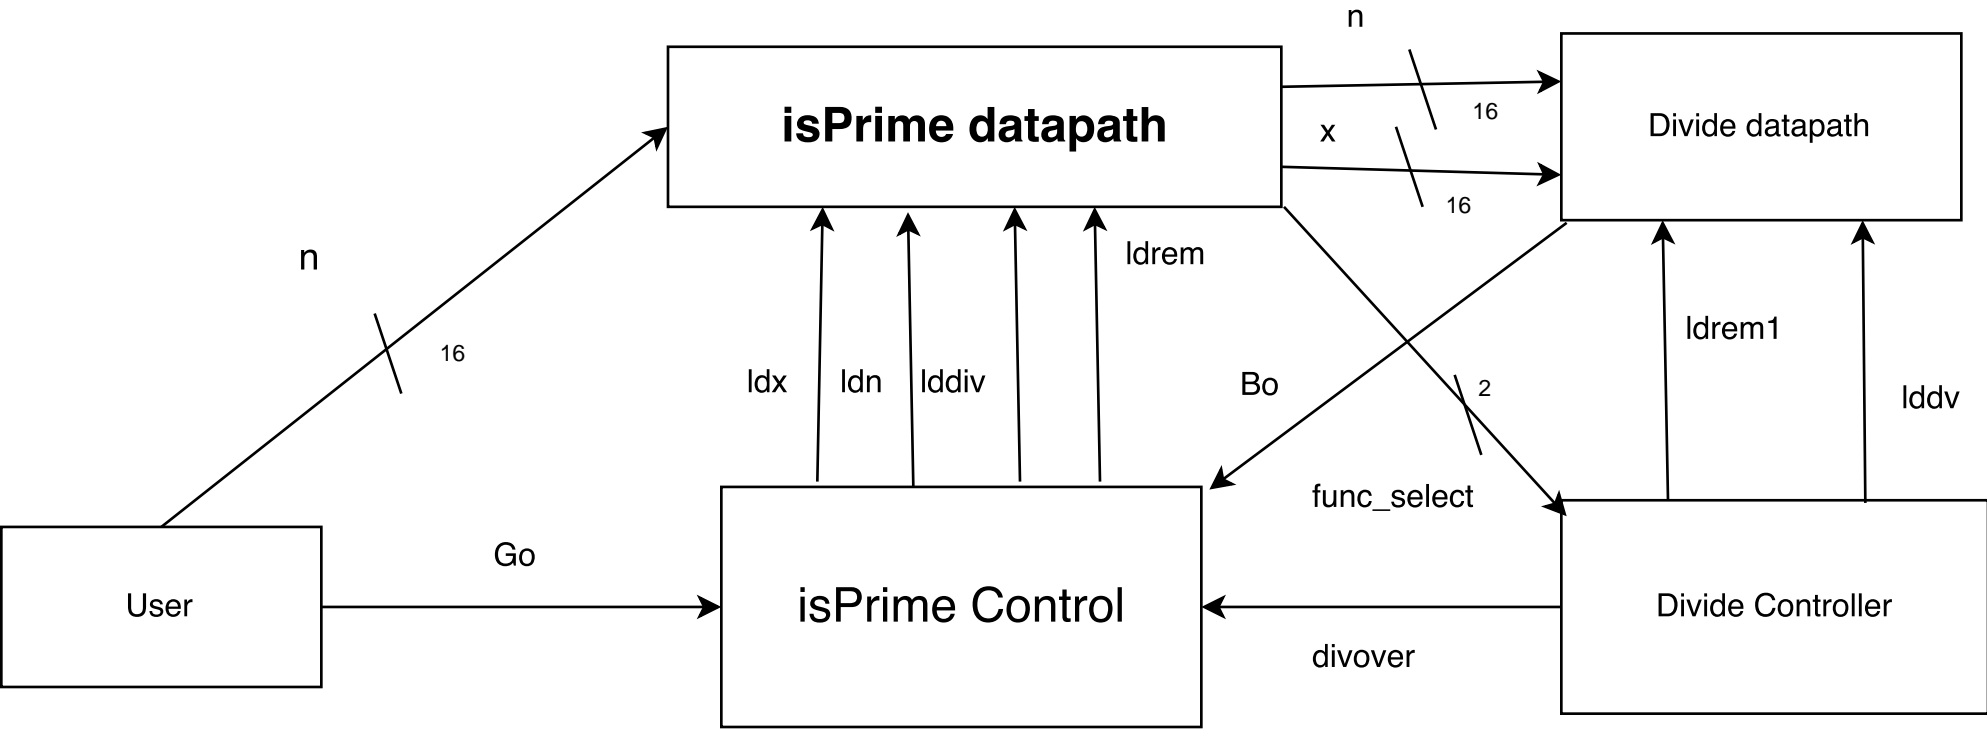 n
isPrime datapath
16
Divide datapath
x
16
n
ldrem
ldrem1
16
ldx
ldn
lddiv
Bo
2
lddv
func_select
Go
User
isPrime Control
Divide Controller
divover